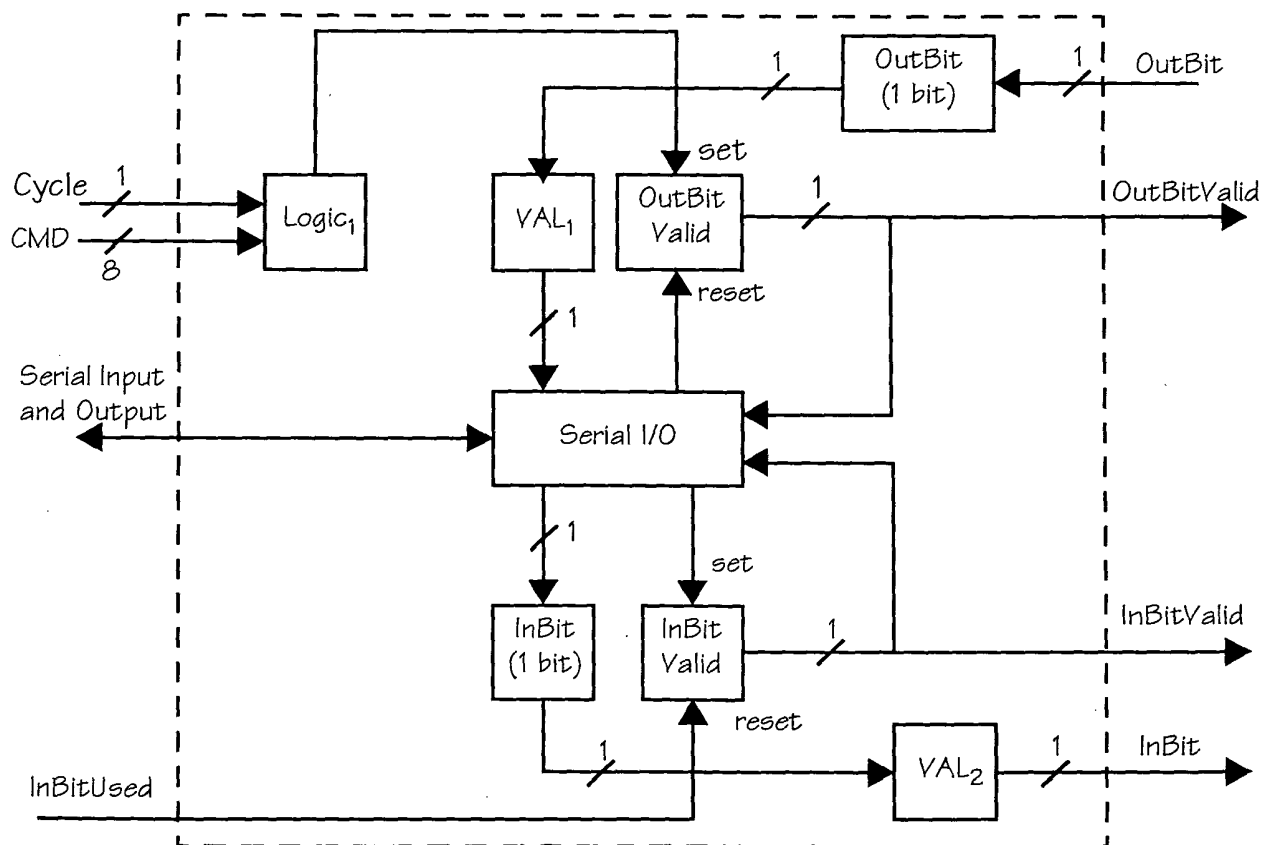 1
OutBit
(1 bit)
1
OutBit
set
Cycle
1
CMD
8
Logic1
VAL1
OutBit
Valid
1
OutBitValid
reset
1
Serial Input
and Output
Serial I/O
1
set
InBit
(1 bit)
InBit
Valid
1
InBitValid
reset
1
VAL2
1
InBit
InBitUsed